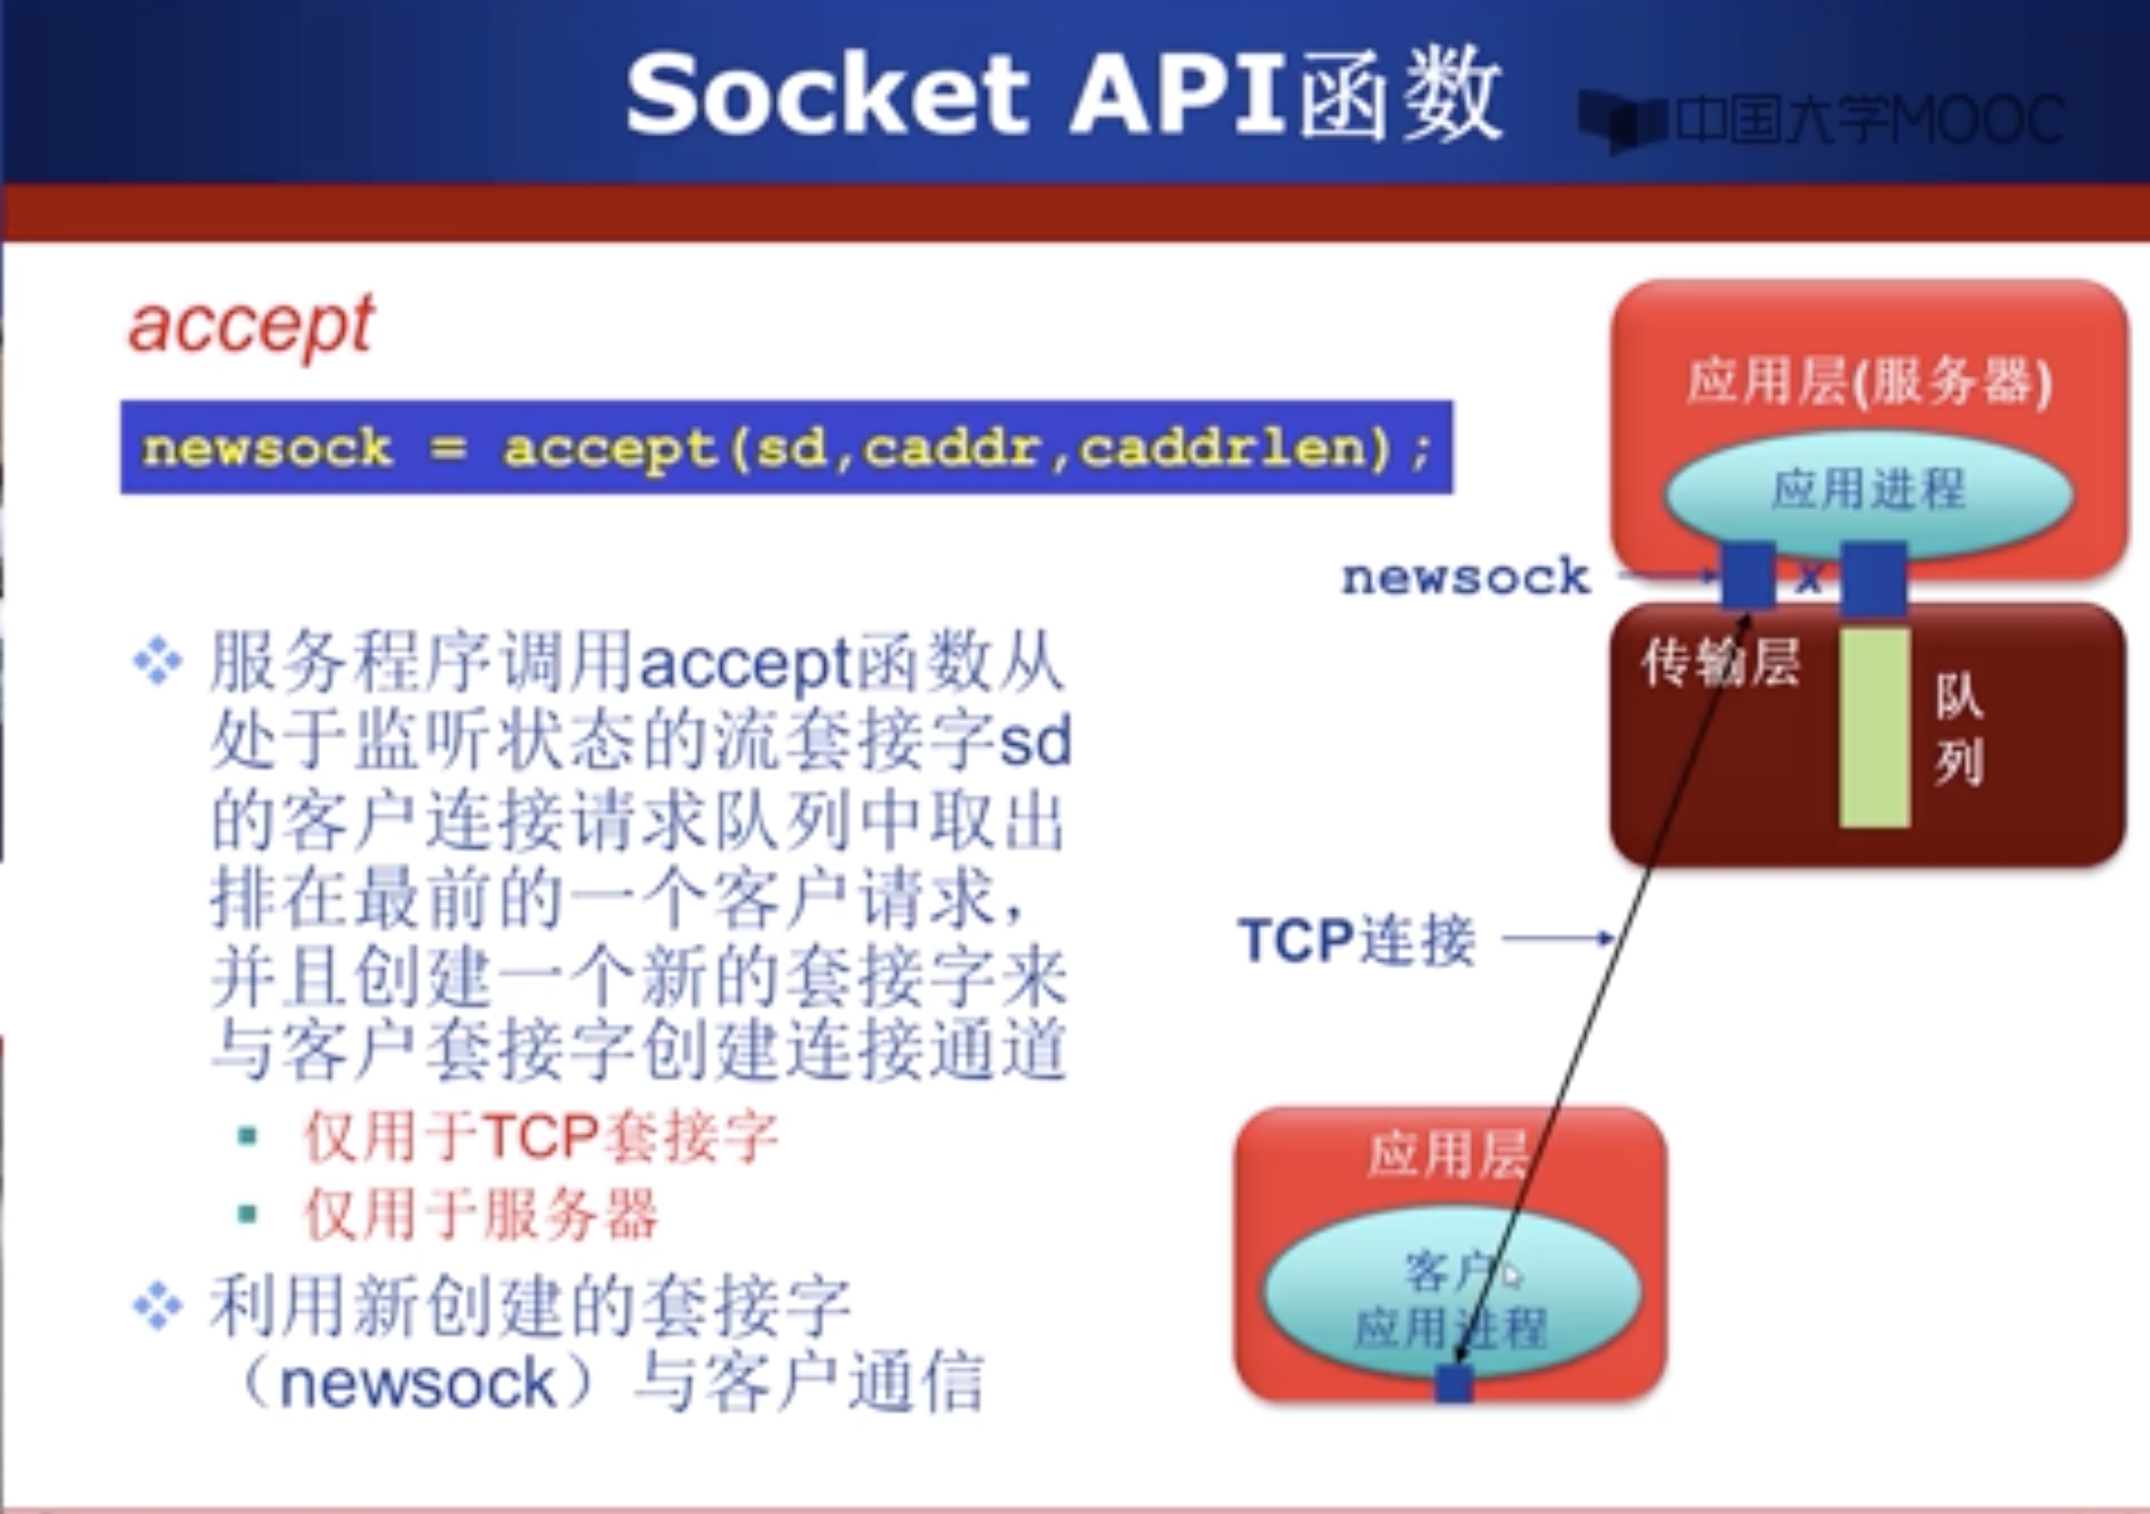 Socket API函数
中国大学MOOC
accept
newsock = accept(sd,caddr,caddrlen);
服务程序调用accept函数从
处于监听状态的流套接字sd
的客户连接请求队列中取出
排在最前的一个客户请求，
并且创建一个新的套接字来
与客户套接字创建连接通道
仅用于TCP套接字
仅用于服务器
利用新创建的套接字
（newsock）与客户通信
应用层(服务器)
应用进程
newsock
x
传输层
队
列
TCP连接
应用层
客户
应用进程